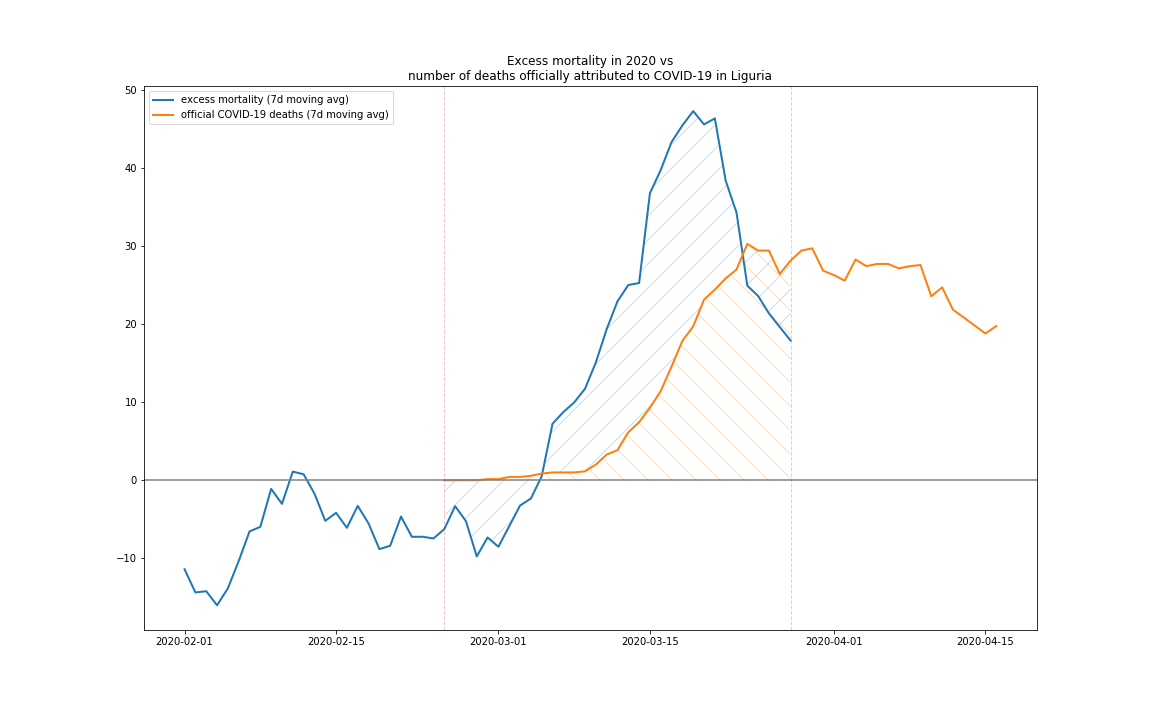 Excess mortality in 2020 vs
number of deaths officially attributed to COVID-19 in Liguria
excess mortality (7d moving avg)
official COVID-19 deaths (7d moving avg)
50
40
30
20
10
0
−10
2020-02-01 2020-02-15 2020-03-01 2020-03-15 2020-04-01 2020-04-15